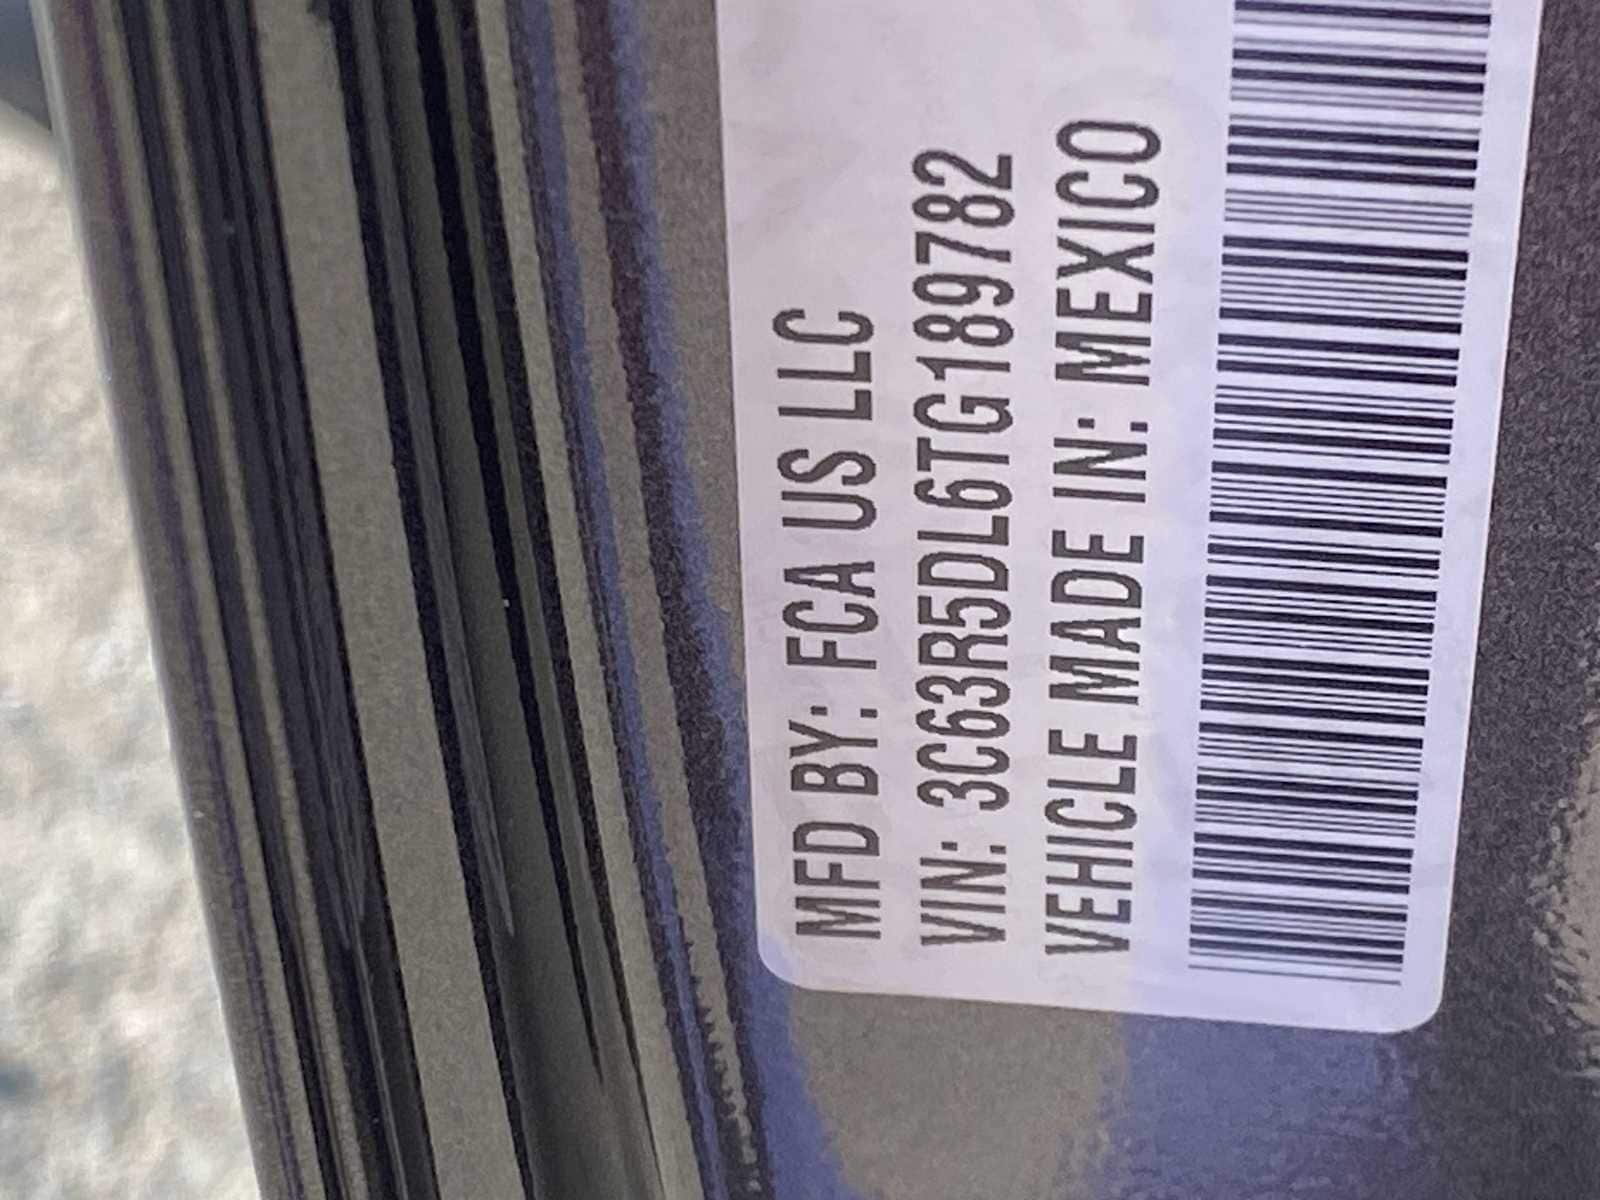 MFD BY: FCA US LLC
VIN: 3C63R5DL6TG189782
VEHICLE MADE IN: MEXICO